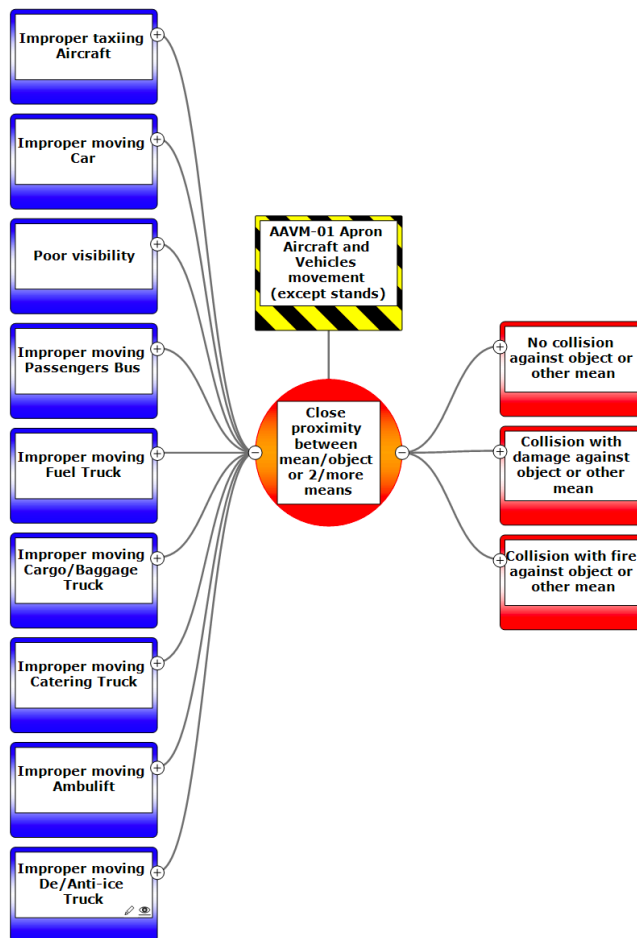 Improper taxiing
Aircraft
Improper moving
Car
Poor visibility
Improper moving
Passengers Bus
Improper moving
Fuel Truck
Improper moving
Cargo/Baggage
Truck
Improper moving
Catering Truck
Improper moving
Ambulift
Improper moving
De/Anti-ice
Truck
AAVM-01 Apron
Aircraft and
Vehicles
movement
(except stands)
Close
proximity
between
mean/object
or 2/more
means
No collision
against object or
other mean
Collision with
damage against
object or other
mean
Collision with fire
against object or
other mean